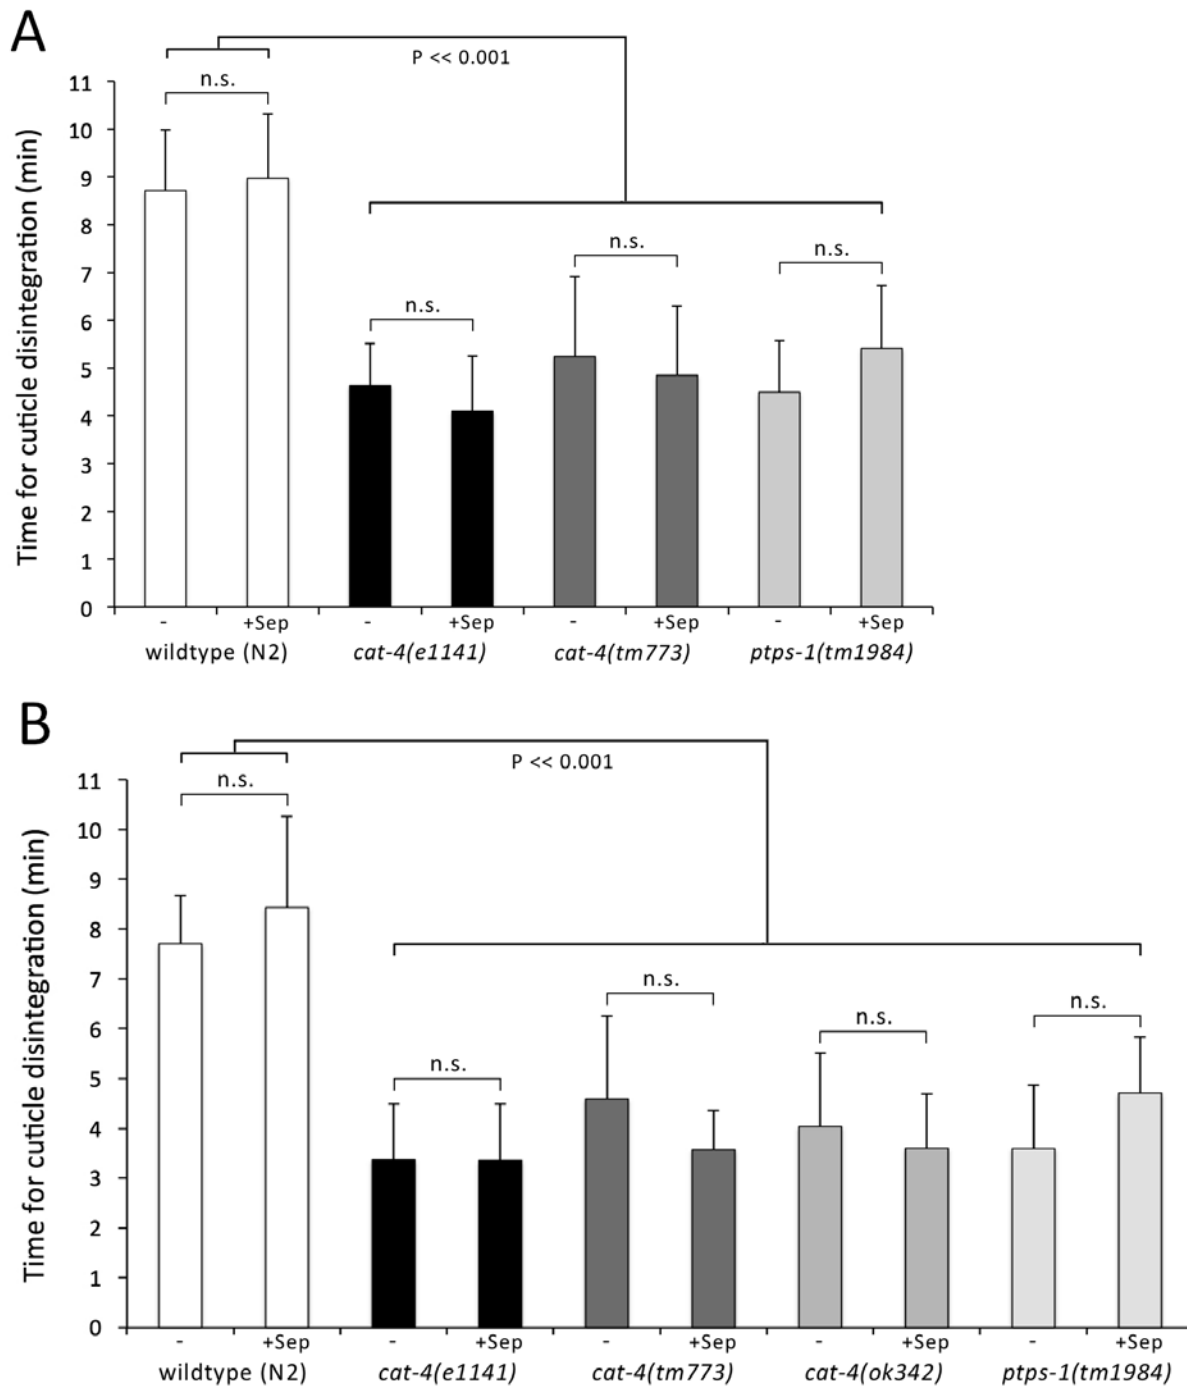 A
P << 0.001
n.s.
n.s.
n.s.
n.s.
Time for cuticle disintegration (min)
11
10
9
8
7
6
5
4
3
2
1
0
- +Sep - +Sep - +Sep - +Sep
wildtype (N2) cat-4(e1141) cat-4(tm773) ptps-1(tm1984)
B
P << 0.001
n.s.
n.s.
n.s.
n.s.
n.s.
Time for cuticle disintegration (min)
11
10
9
8
7
6
5
4
3
2
1
0
- +Sep - +Sep - +Sep - +Sep - +Sep
wildtype (N2) cat-4(e1141) cat-4(tm773) cat-4(ok342) ptps-1(tm1984)